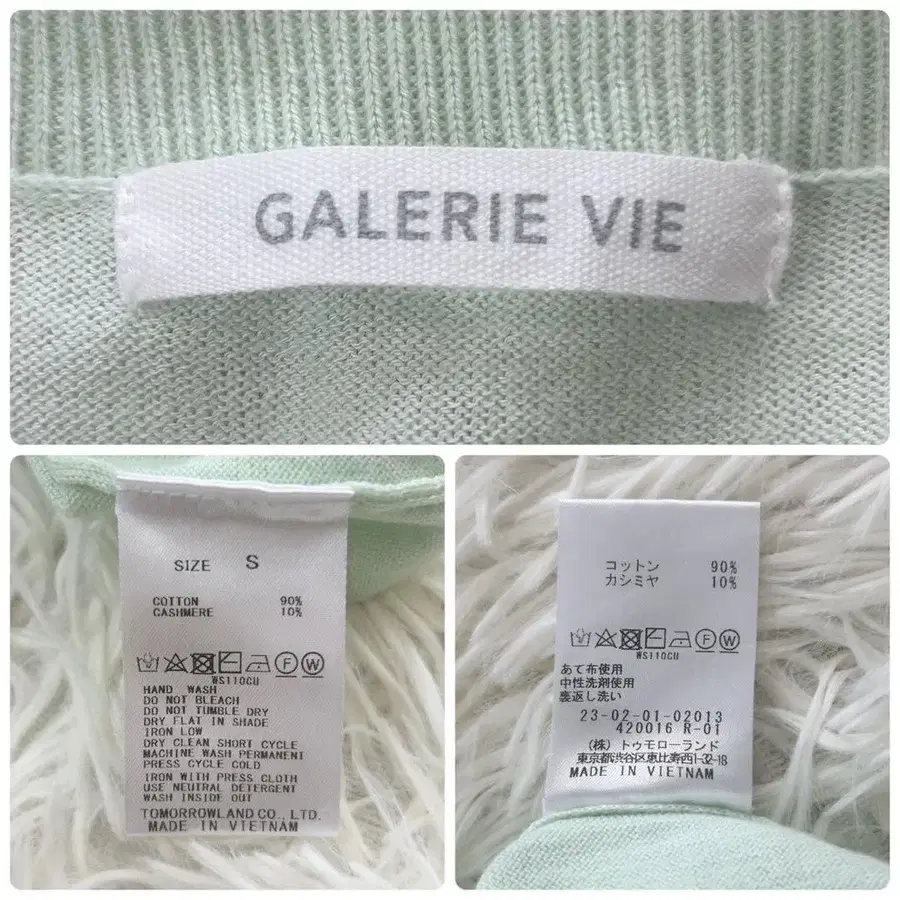 GALERIE VIE
SIZE S
COTTON 90%
CASHMERE 10%
WS110CU
HAND WASH
DO NOT BLEACH
DO NOT TUMBLE DRY
DRY FLAT IN SHADE
IRON LOW
DRY CLEAN SHORT CYCLE
MACHINE WASH PERMANENT
PRESS CYCLE COLD
IRON WITH PRESS CLOTH
USE NEUTRAL DETERGENT
WASH INSIDE OUT
TOMORROWLAND CO., LTD.
MADE IN VIETNAM
コットン 90%
カシミヤ 10%
WS110CU
あて布使用
中性洗剤使用
裏返し洗い
23-02-01-02013
420016 R-01
(株) トゥモローランド
東京都渋谷区恵比寿西1-32-18
MADE IN VIETNAM